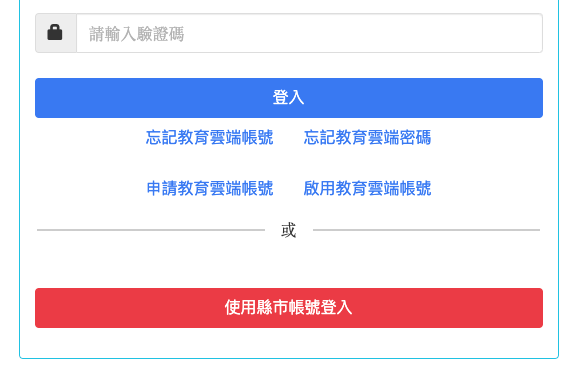 請輸入驗證碼
登入
忘記教育雲端帳號 忘記教育雲端密碼
申請教育雲端帳號 啟用教育雲端帳號
或
使用縣市帳號登入